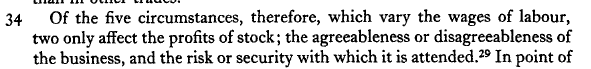 34 Of the five circumstances, therefore, which vary the wages of labour,
two only affect the profits of stock; the agreeableness or disagreeableness of
the business, and the risk or security with which it is attended.²⁹ In point of